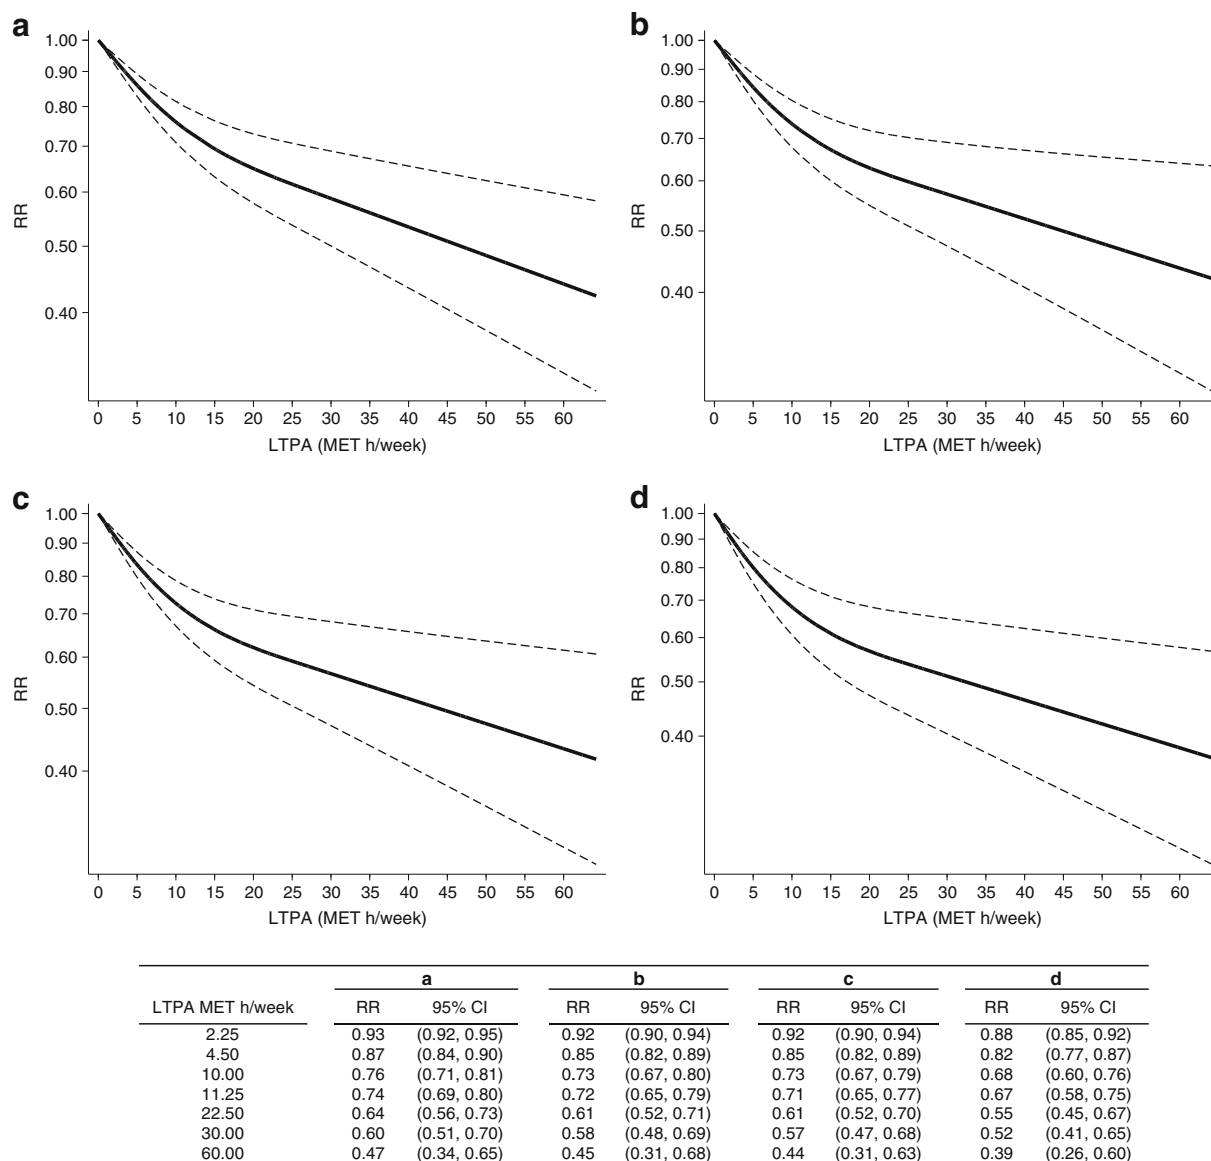 a
1.00
0.90
0.80
0.70
0.60
0.50
0.40
RR
0 5 10 15 20 25 30 35 40 45 50 55 60
LTPA (MET h/week)
b
1.00
0.90
0.80
0.70
0.60
0.50
0.40
RR
0 5 10 15 20 25 30 35 40 45 50 55 60
LTPA (MET h/week)
c
1.00
0.90
0.80
0.70
0.60
0.50
0.40
RR
0 5 10 15 20 25 30 35 40 45 50 55 60
LTPA (MET h/week)
d
1.00
0.90
0.80
0.70
0.60
0.50
0.40
RR
0 5 10 15 20 25 30 35 40 45 50 55 60
LTPA (MET h/week)
a b c d
LTPA MET h/week RR 95% CI RR 95% CI RR 95% CI RR 95% CI
2.25 0.93 (0.92, 0.95) 0.92 (0.90, 0.94) 0.92 (0.90, 0.94) 0.88 (0.85, 0.92)
4.50 0.87 (0.84, 0.90) 0.85 (0.82, 0.89) 0.85 (0.82, 0.89) 0.82 (0.77, 0.87)
10.00 0.76 (0.71, 0.81) 0.73 (0.67, 0.80) 0.73 (0.67, 0.79) 0.68 (0.60, 0.76)
11.25 0.74 (0.69, 0.80) 0.72 (0.65, 0.79) 0.71 (0.65, 0.77) 0.67 (0.58, 0.75)
22.50 0.64 (0.56, 0.73) 0.61 (0.52, 0.71) 0.61 (0.52, 0.70) 0.55 (0.45, 0.67)
30.00 0.60 (0.51, 0.70) 0.58 (0.48, 0.69) 0.57 (0.47, 0.68) 0.52 (0.41, 0.65)
60.00 0.47 (0.34, 0.65) 0.45 (0.31, 0.68) 0.44 (0.31, 0.63) 0.39 (0.26, 0.60)